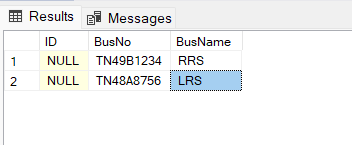 Results Messages
ID BusNo BusName
1 NULL TN49B1234 RRS
2 NULL TN48A8756 LRS